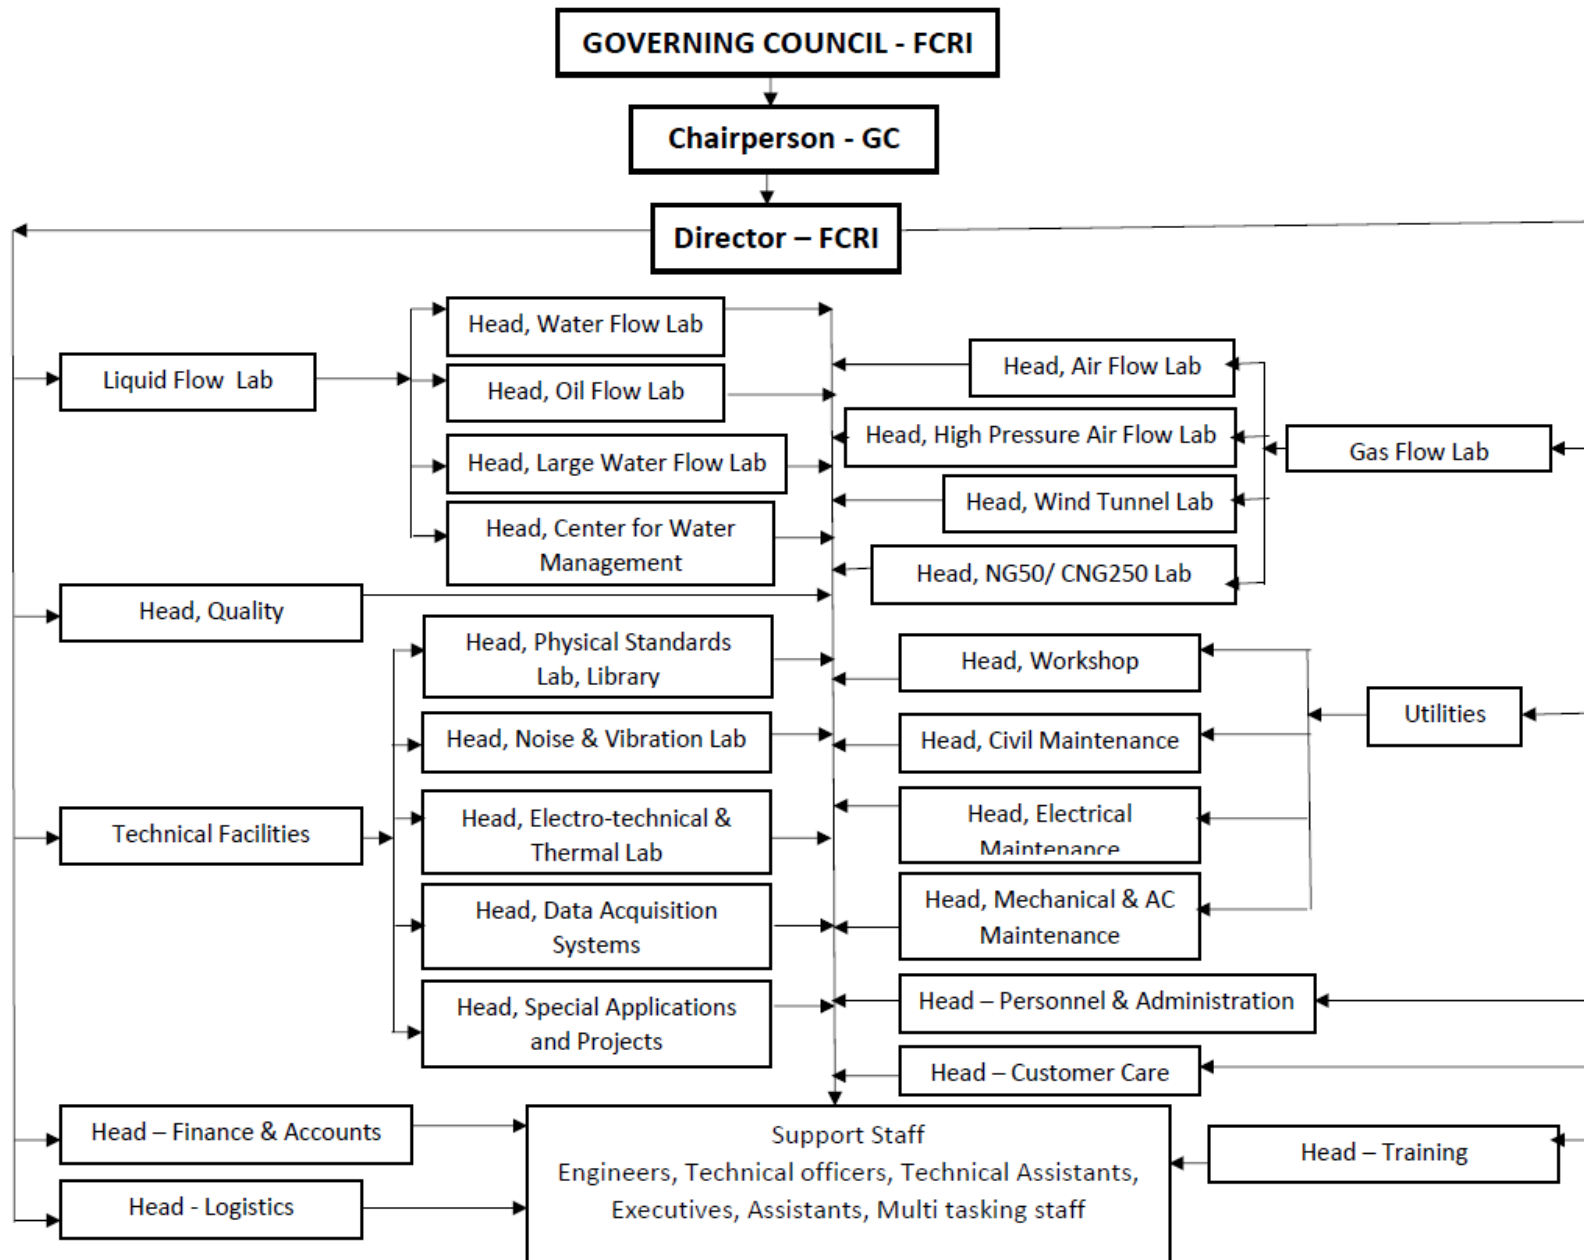 GOVERNING COUNCIL - FCRI
Chairperson - GC
Director – FCRI
Liquid Flow Lab
Head, Water Flow Lab
Head, Oil Flow Lab
Head, Large Water Flow Lab
Head, Center for Water
Management
Head, Air Flow Lab
Head, High Pressure Air Flow Lab
Head, Wind Tunnel Lab
Head, NG50/ CNG250 Lab
Gas Flow Lab
Head, Quality
Technical Facilities
Head, Physical Standards
Lab, Library
Head, Noise & Vibration Lab
Head, Electro-technical &
Thermal Lab
Head, Data Acquisition
Systems
Head, Special Applications
and Projects
Head, Workshop
Head, Civil Maintenance
Head, Electrical
Maintenance
Head, Mechanical & AC
Maintenance
Utilities
Head – Personnel & Administration
Head – Customer Care
Head – Finance & Accounts
Head - Logistics
Support Staff
Engineers, Technical officers, Technical Assistants,
Executives, Assistants, Multi tasking staff
Head – Training